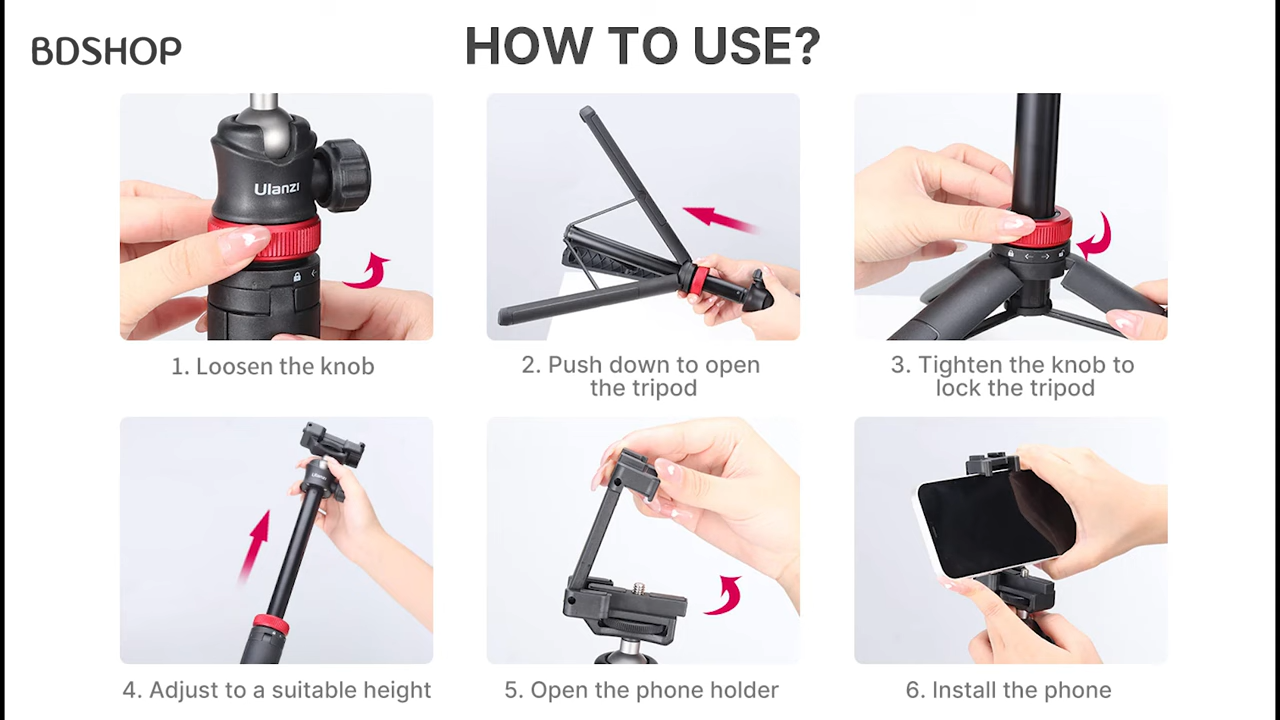 BDSHOP
HOW TO USE?
Ulanzi
1. Loosen the knob
2. Push down to open
the tripod
3. Tighten the knob to
lock the tripod
Ulanzi
4. Adjust to a suitable height
5. Open the phone holder
6. Install the phone